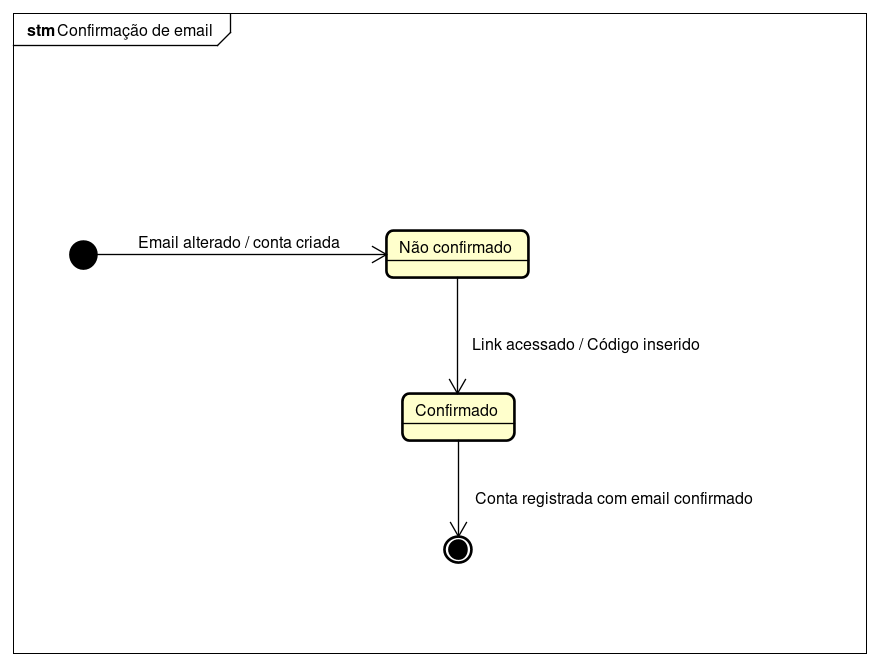 stm Confirmação de email
Email alterado / conta criada
Não confirmado
Link acessado / Código inserido
Confirmado
Conta registrada com email confirmado